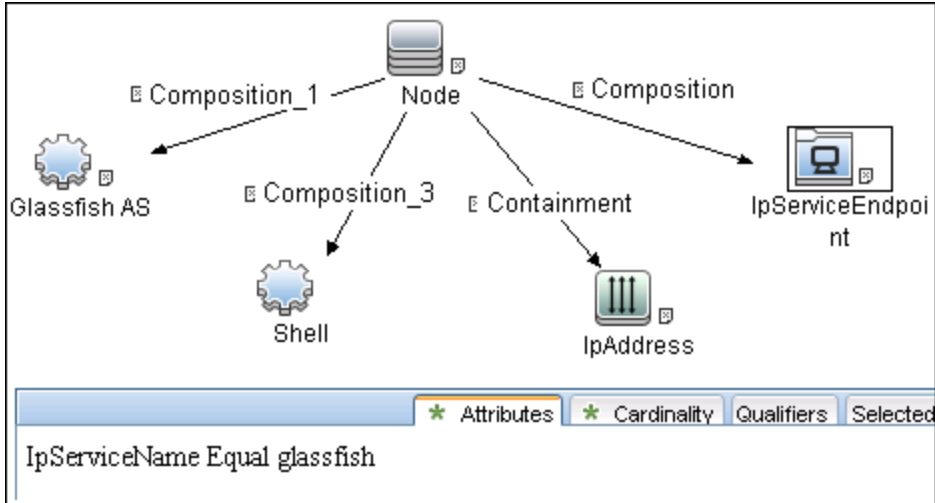 Composition_1
Node
Composition
Glassfish AS
Composition_3
Containment
IpServiceEndpoi
nt
Shell
IpAddress
Attributes Cardinality Qualifiers Selected
IpServiceName Equal glassfish